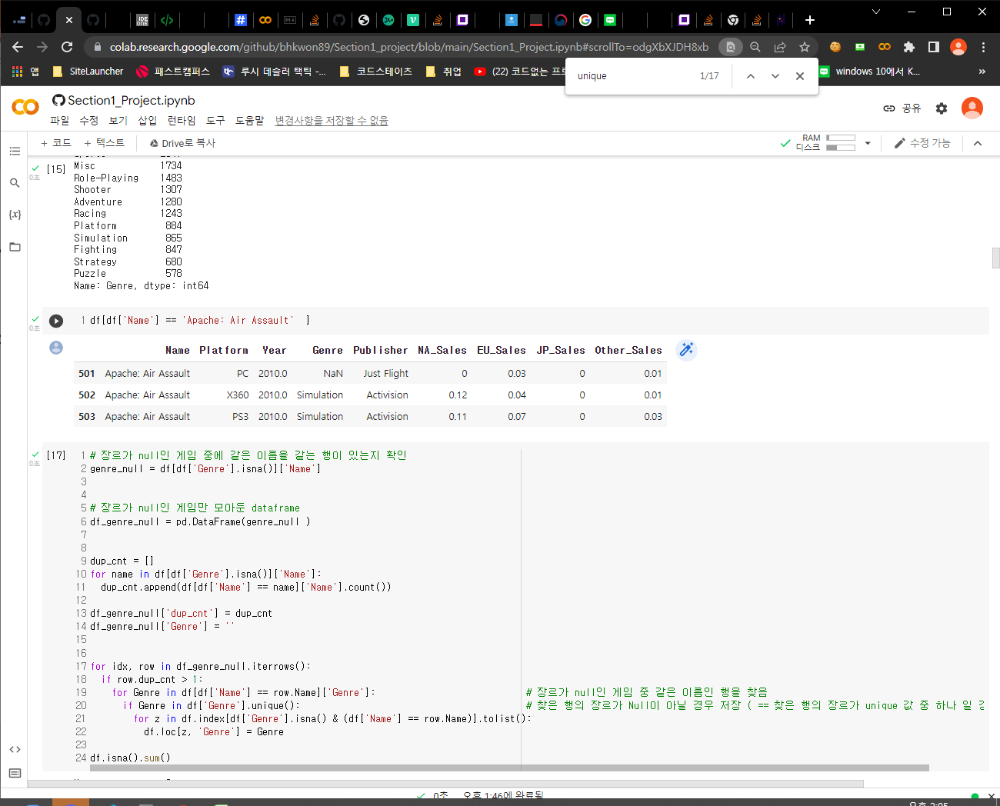 colab.research.google.com/github/bhkwon89/Section1_project/blob/main/Section1_Project.ipynb#scrollTo=odgXbXJDH8xb
앱
SiteLauncher
패스트캠퍼스
루시 데슬러 택틱 -...
코드스테이츠
취업
(22) 코드없는 프로
windows 10에서 K...
»
unique
1/17
Section1_Project.ipynb
파일 수정 보기 삽입 런타임 도구 도움말 변경사항을 저장할 수 없음
공유
+ 코드 + 텍스트 Drive로 복사
RAM
디스크
수정 가능
[15]
0초
Misc 1734
Role-Playing 1483
Shooter 1307
Adventure 1280
Racing 1243
Platform 884
Simulation 865
Fighting 847
Strategy 680
Puzzle 578
Name: Genre, dtype: int64
0초
1 df[df['Name'] == 'Apache: Air Assault'  ]
Name Platform Year Genre Publisher NA_Sales EU_Sales JP_Sales Other_Sales
501 Apache: Air Assault PC 2010.0 NaN Just Flight 0 0.03 0 0.01
502 Apache: Air Assault X360 2010.0 Simulation Activision 0.12 0.04 0 0.01
503 Apache: Air Assault PS3 2010.0 Simulation Activision 0.11 0.07 0 0.03
[17]
0초
1 # 장르가 null인 게임 중에 같은 이름을 같는 행이 있는지 확인
2 genre_null = df[df['Genre'].isna()]['Name']
3
4
5 # 장르가 null인 게임만 모아둔 dataframe
6 df_genre_null = pd.DataFrame(genre_null )
7
8
9 dup_cnt = []
10 for name in df[df['Genre'].isna()]['Name']:
11   dup_cnt.append(df[df['Name'] == name]['Name'].count())
12
13 df_genre_null['dup_cnt'] = dup_cnt
14 df_genre_null['Genre'] = ''
15
16
17 for idx, row in df_genre_null.iterrows():
18   if row.dup_cnt > 1:
19     for Genre in df[df['Name'] == row.Name]['Genre']: # 장르가 null인 게임 중 같은 이름인 행을 찾음
20       if Genre in df['Genre'].unique(): # 찾은 행의 장르가 Null이 아닐 경우 저장 ( == 찾은 행의 장르가 unique 값 중 하나 일 경
21         for z in df.index[df['Genre'].isna() & (df['Name'] == row.Name)].tolist():
22           df.loc[z, 'Genre'] = Genre
23
24 df.isna().sum()
0초 오후 1:46에 완료됨
오후 2:05